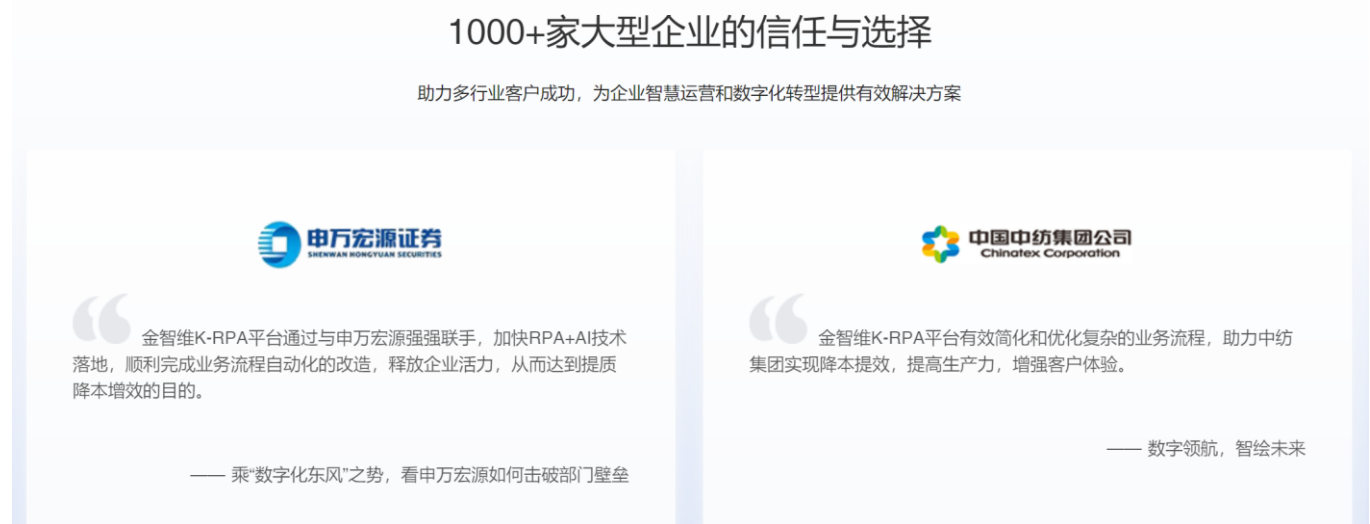 1000+家大型企业的信任与选择
助力多行业客户成功，为企业智慧运营和数字化转型提供有效解决方案
申万宏源证券
SHENWAN HONGYUAN SECURITIES
金智维K-RPA平台通过与申万宏源强强联手，加快RPA+AI技术
落地，顺利完成业务流程自动化的改造，释放企业活力，从而达到提质
降本增效的目的。
—— 乘“数字化东风”之势，看申万宏源如何击破部门壁垒
中国中纺集团公司
Chinatex Corporation
金智维K-RPA平台有效简化和优化复杂的业务流程，助力中纺
集团实现降本提效，提高生产力，增强客户体验。
—— 数字领航，智绘未来